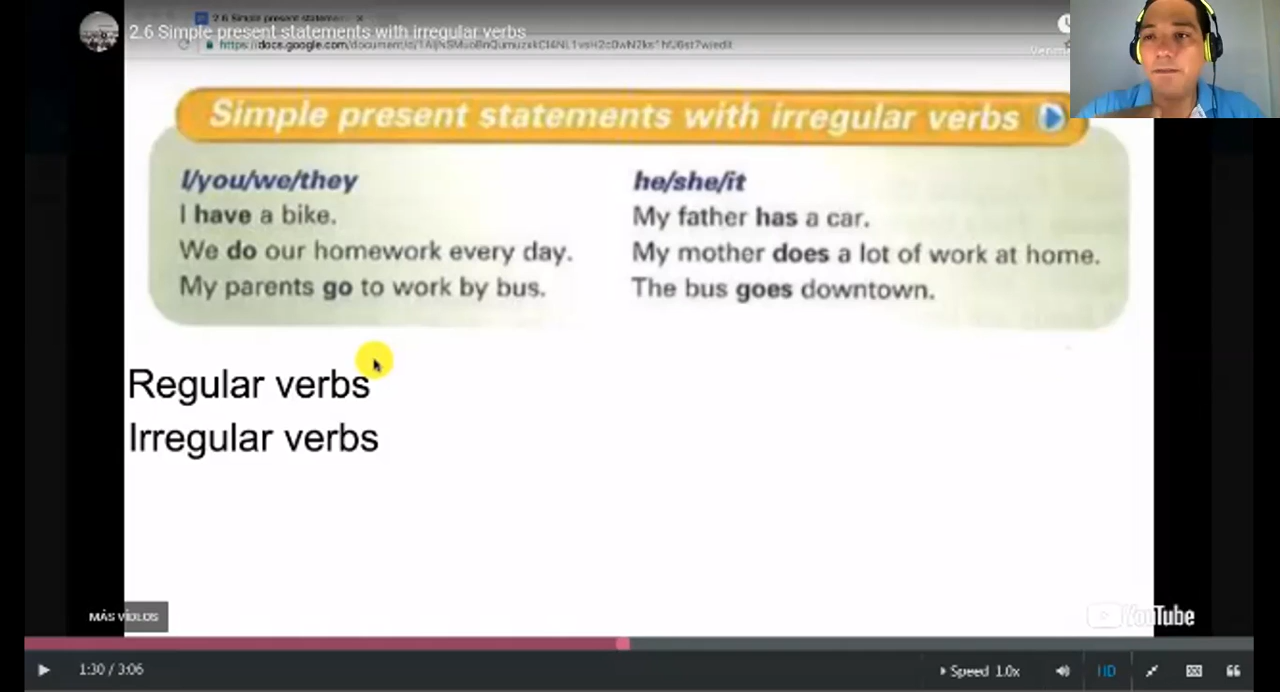 2.6 Simple present statements with irregular verbs
Simple present statements with irregular verbs
I/you/we/they
I have a bike.
We do our homework every day.
My parents go to work by bus.
he/she/it
My father has a car.
My mother does a lot of work at home.
The bus goes downtown.
Regular verbs
Irregular verbs
MÁS VÍDEOS
YouTube
1:30 / 3:06
Speed 1.0x
HD